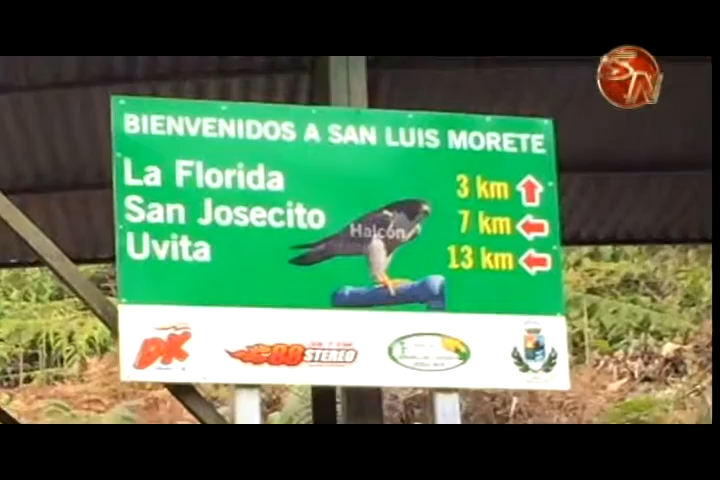 SN
BIENVENIDOS A SAN LUIS MORETE
La Florida 3 km
San Josecito 7 km
Uvita 13 km
Halcón
DK
88 STEREO